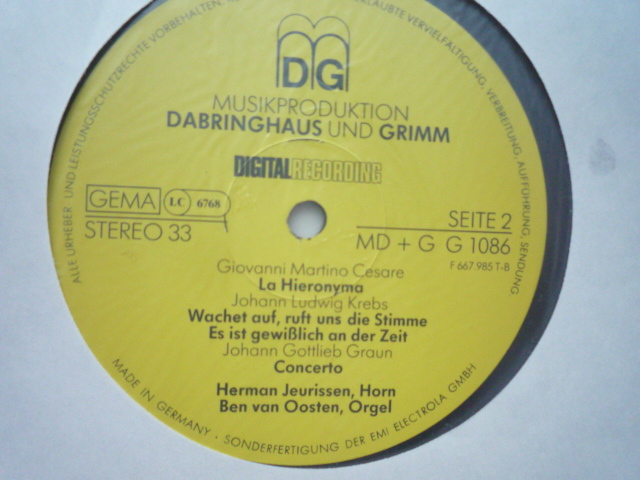 ALLE URHEBER- UND LEISTUNGSSCHUTZRECHTE VORBEHALTEN.
ERLAUBTE VERVIELFÄLTIGUNG, VERBREITUNG, AUFFÜHRUNG, SENDUNG
DG
MUSIKPRODUKTION
DABRINGHAUS UND GRIMM
DIGITAL RECORDING
GEMA LC 6768
STEREO 33
SEITE 2
MD + G G 1086
F 667.985 T-B
Giovanni Martino Cesare
La Hieronyma
Johann Ludwig Krebs
Wachet auf, ruft uns die Stimme
Es ist gewißlich an der Zeit
Johann Gottlieb Graun
Concerto
Herman Jeurissen, Horn
Ben van Oosten, Orgel
MADE IN GERMANY · SONDERFERTIGUNG DER EMI ELECTROLA GMBH